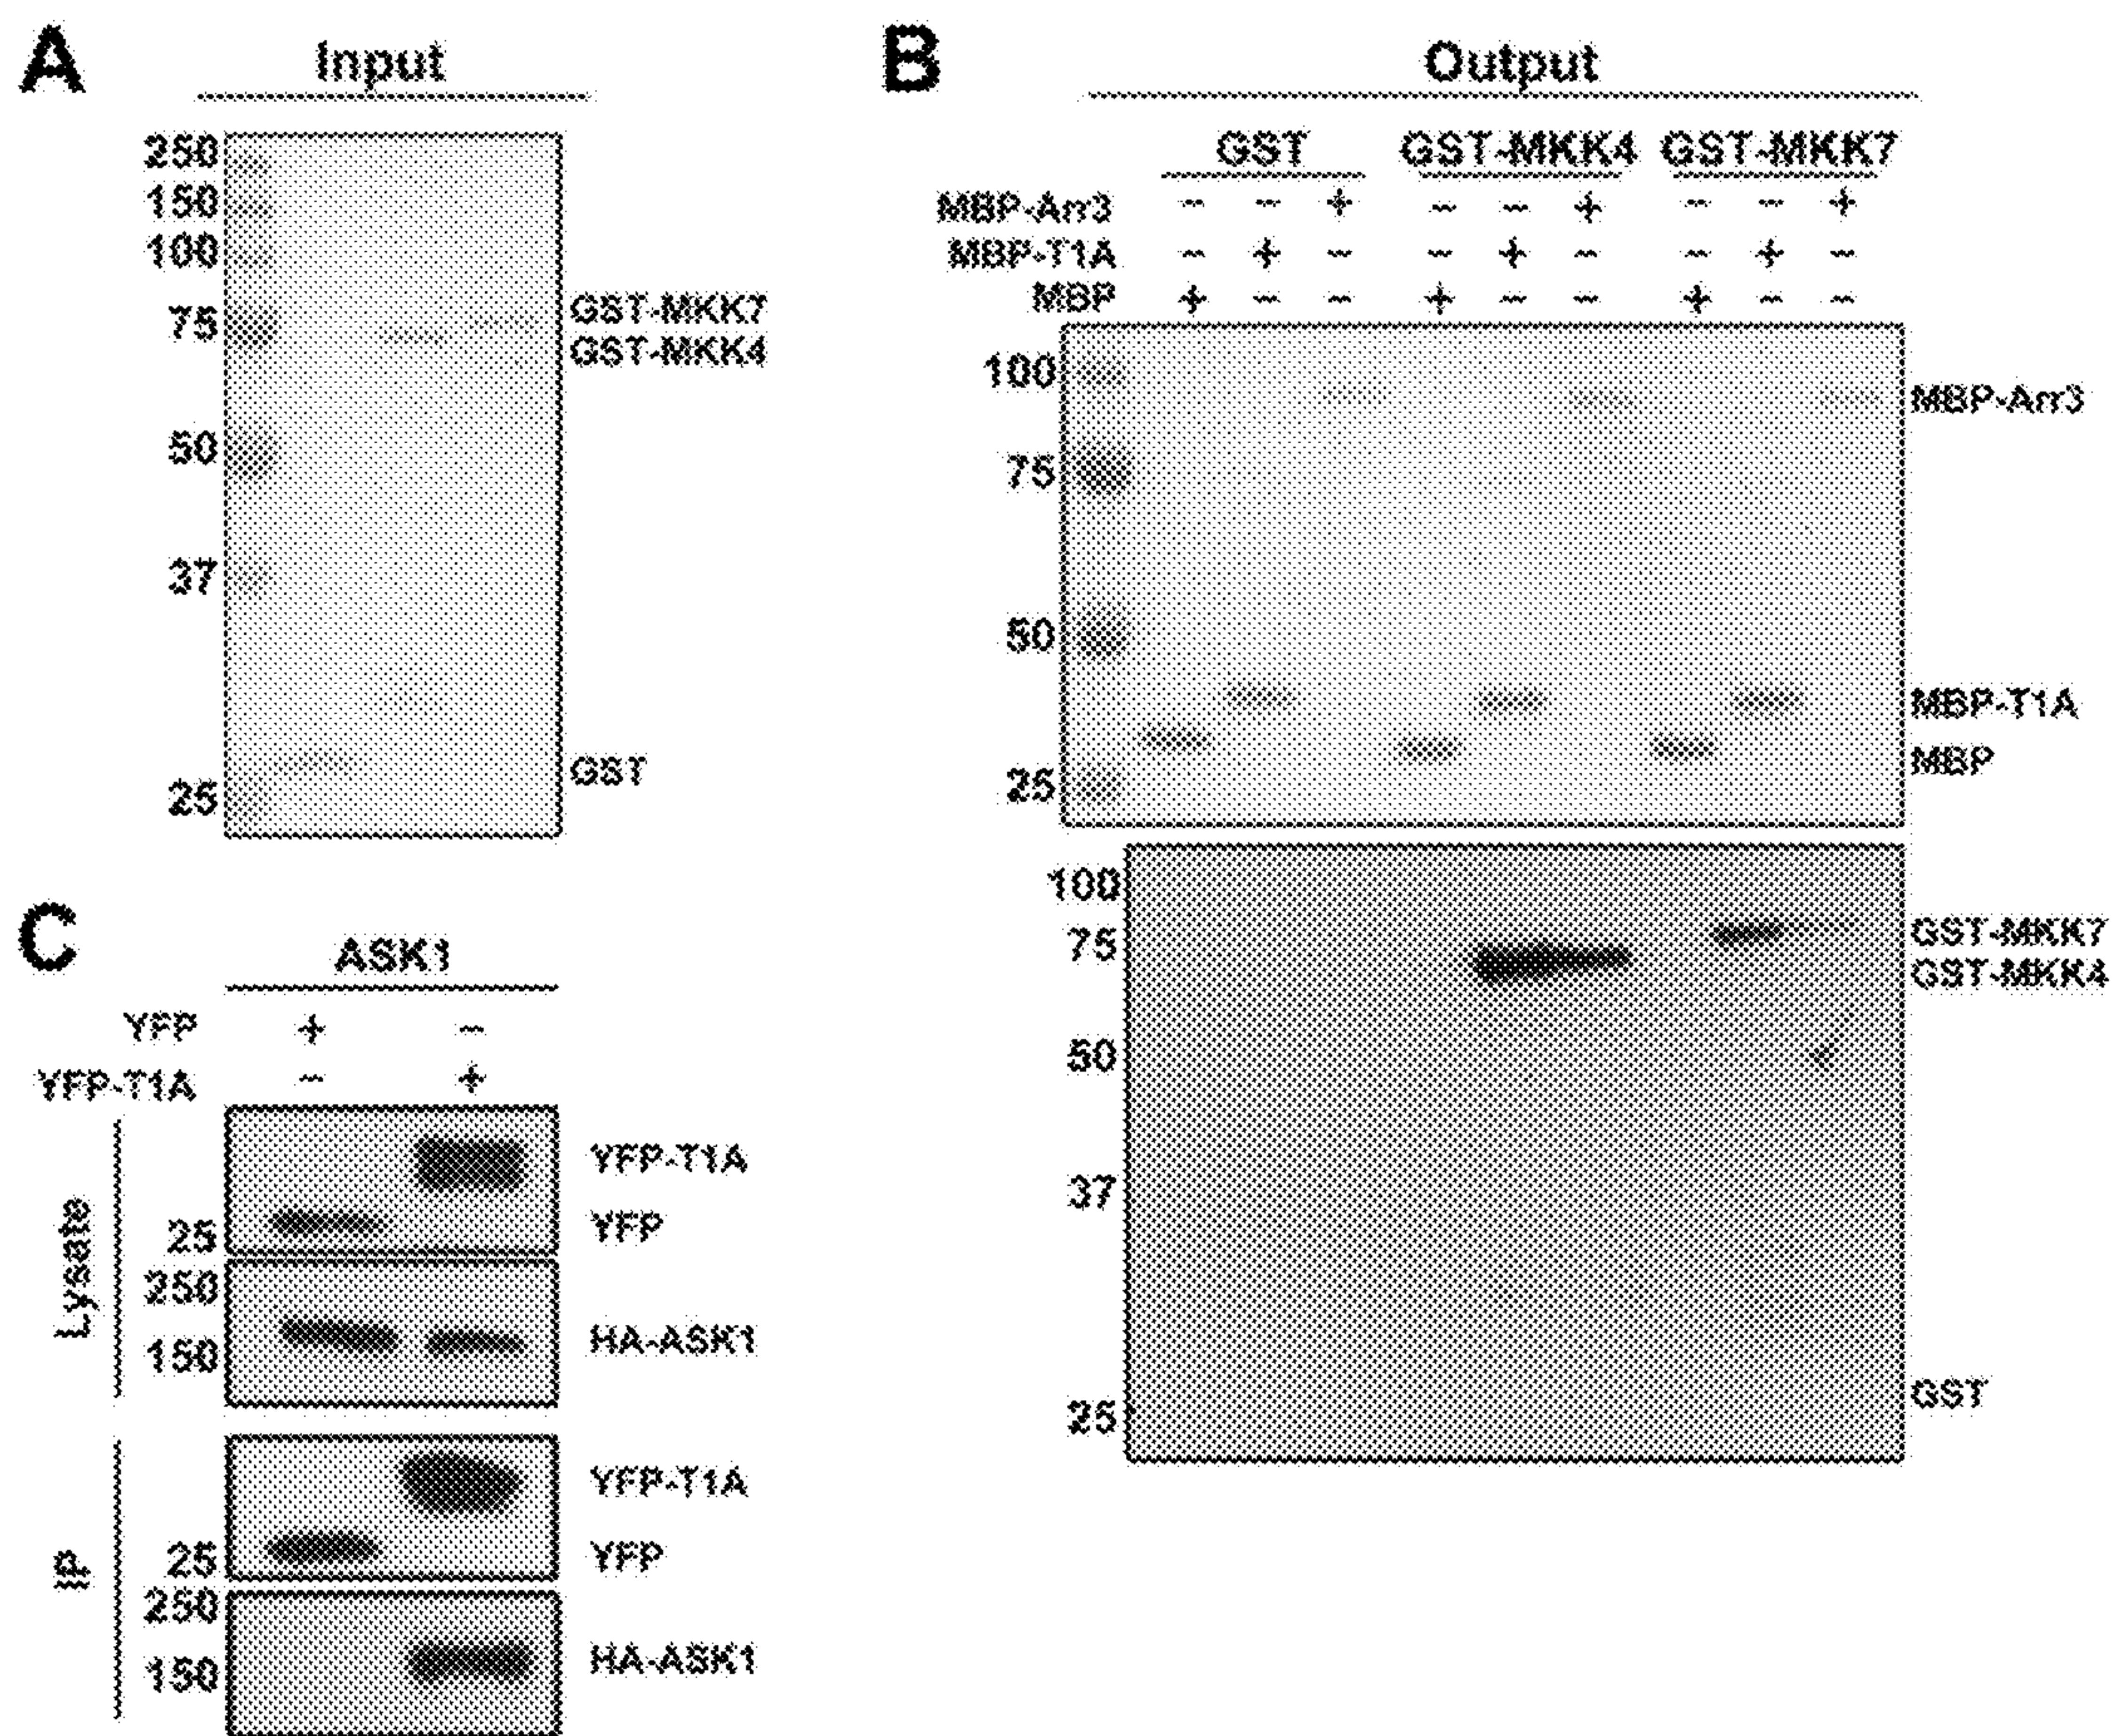 A
Input
250
150
100
75
50
37
25
GST-MKK7
GST-MKK4
GST
B
Output
GST GST-MKK4 GST-MKK7
MBP-Arr3 - - + - - + - - +
MBP-T1A - + - - + - - + -
MBP + - - + - - + - -
100
75
50
25
MBP-Arr3
MBP-T1A
MBP
100
75
50
37
25
GST-MKK7
GST-MKK4
GST
C
ASK1
YFP + -
YFP-T1A - +
Lysate
25
YFP-T1A
YFP
250
150
HA-ASK1
IP
25
YFP-T1A
YFP
250
150
HA-ASK1